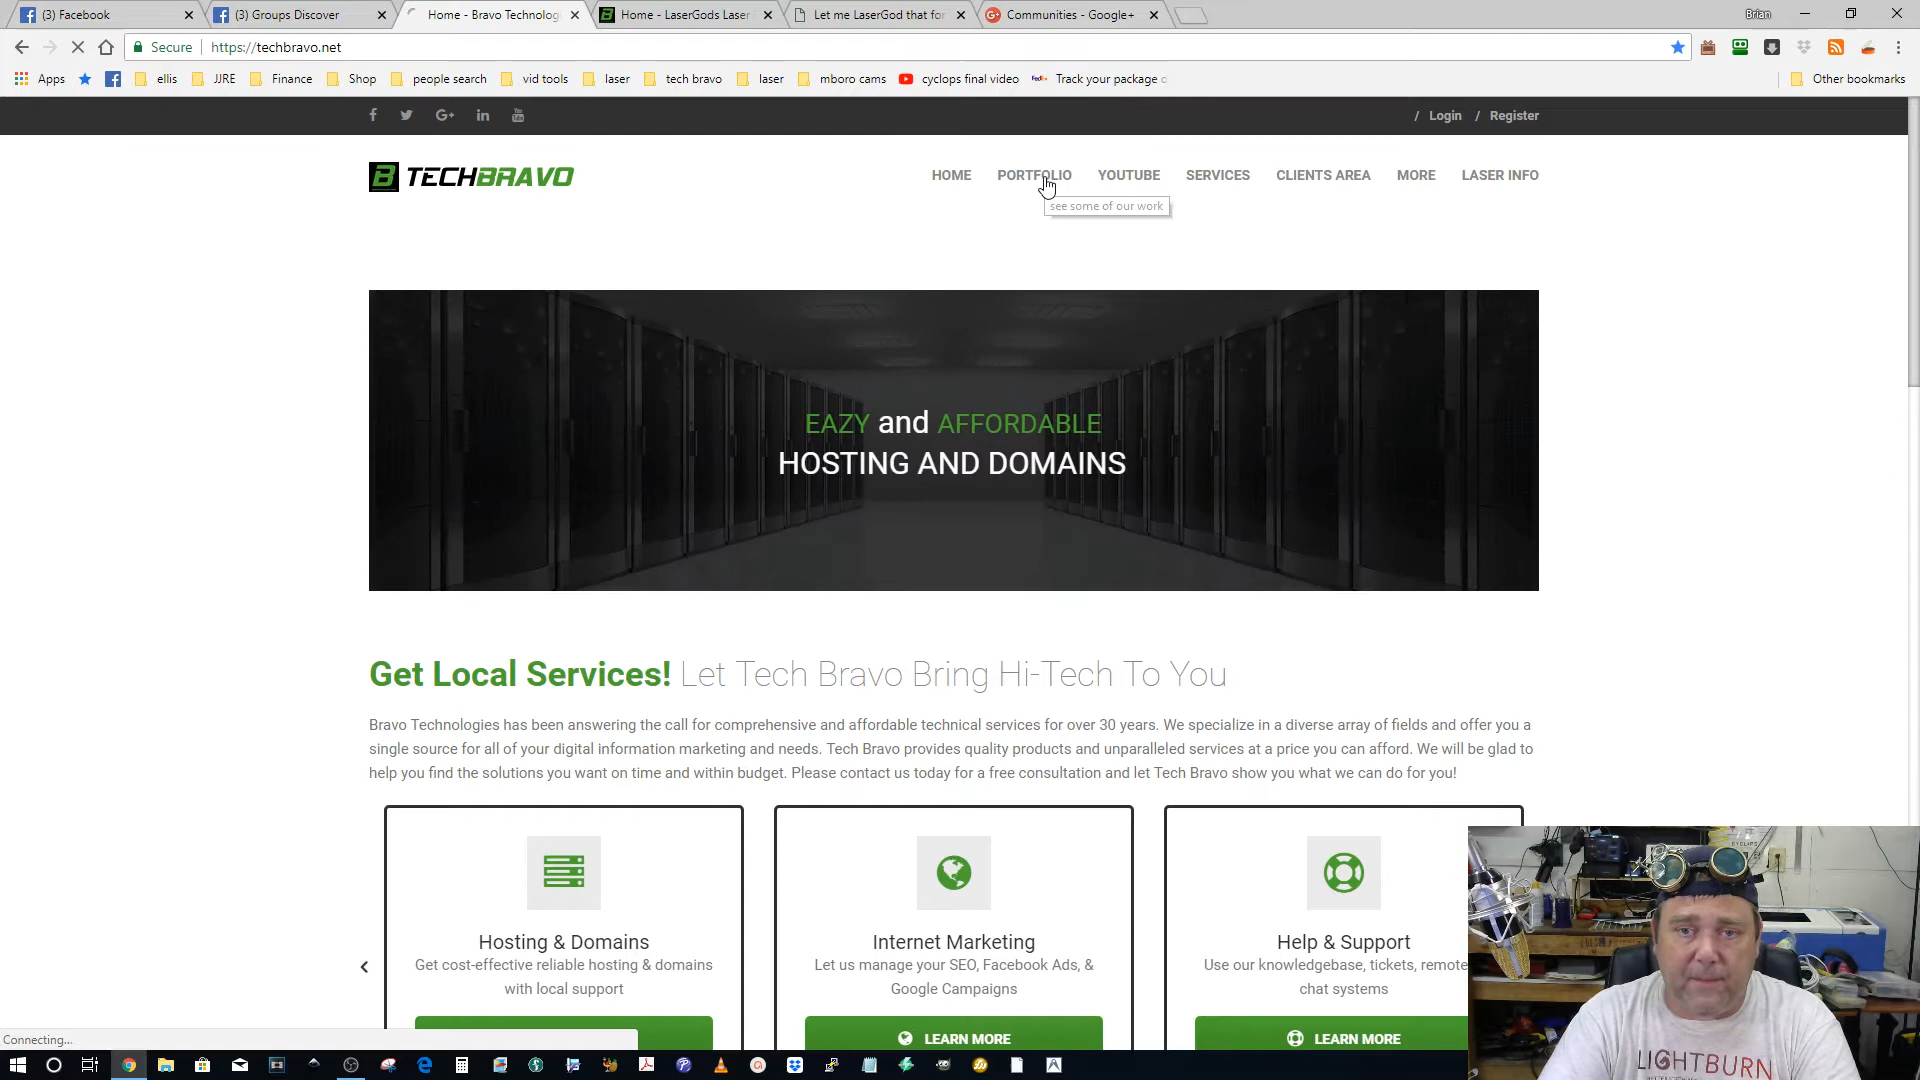 (3) Facebook
(3) Groups Discover
Home - Bravo Technolog
Home - LaserGods Laser
Let me LaserGod that for
Communities - Google+
Brian
Secure
https://techbravo.net
Apps
ellis
JJRE
Finance
Shop
people search
vid tools
laser
tech bravo
laser
mboro cams
cyclops final video
FedEx
Track your package o
Other bookmarks
/ Login / Register
B TECHBRAVO
HOME
PORTFOLIO
YOUTUBE
SERVICES
CLIENTS AREA
MORE
LASER INFO
see some of our work
EAZY and AFFORDABLE
HOSTING AND DOMAINS
Get Local Services! Let Tech Bravo Bring Hi-Tech To You
Bravo Technologies has been answering the call for comprehensive and affordable technical services for over 30 years. We specialize in a diverse array of fields and offer you a
single source for all of your digital information marketing and needs. Tech Bravo provides quality products and unparalleled services at a price you can afford. We will be glad to
help you find the solutions you want on time and within budget. Please contact us today for a free consultation and let Tech Bravo show you what we can do for you!
Hosting & Domains
Get cost-effective reliable hosting & domains
with local support
Internet Marketing
Let us manage your SEO, Facebook Ads, &
Google Campaigns
LEARN MORE
Help & Support
Use our knowledgebase, tickets, remote
chat systems
LEARN MORE
Connecting...
LIGHTBURN